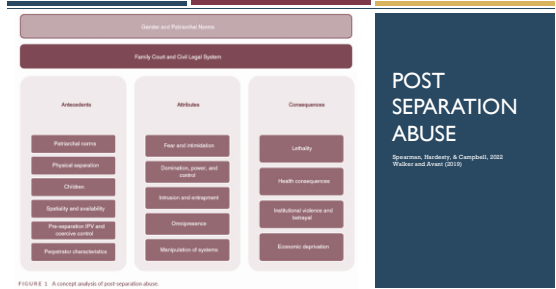 Gender and Patriarchal Norms
Family Court and Civil Legal System
Antecedents
Patriarchal norms
Physical separation
Children
Spatiality and availability
Pre-separation IPV and
coercive control
Perpetrator characteristics
Attributes
Fear and intimidation
Domination, power, and
control
Intrusion and entrapment
Omnipresence
Manipulation of systems
Consequences
Lethality
Health consequences
Institutional violence and
betrayal
Economic deprivation
FIGURE 1 A concept analysis of post-separation abuse.
POST
SEPARATION
ABUSE
Spearman, Hardesty, & Campbell, 2022
Walker and Avant (2019)